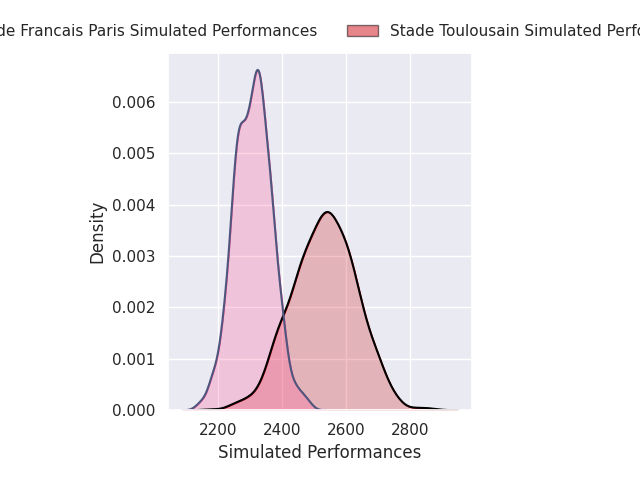 de Francais Paris Simulated Performances
Stade Toulousain Simulated
0.006
0.005
0.004
0.003
0.002
0.001
0.000
Density
2200 2400 2600 2800
Simulated Performances